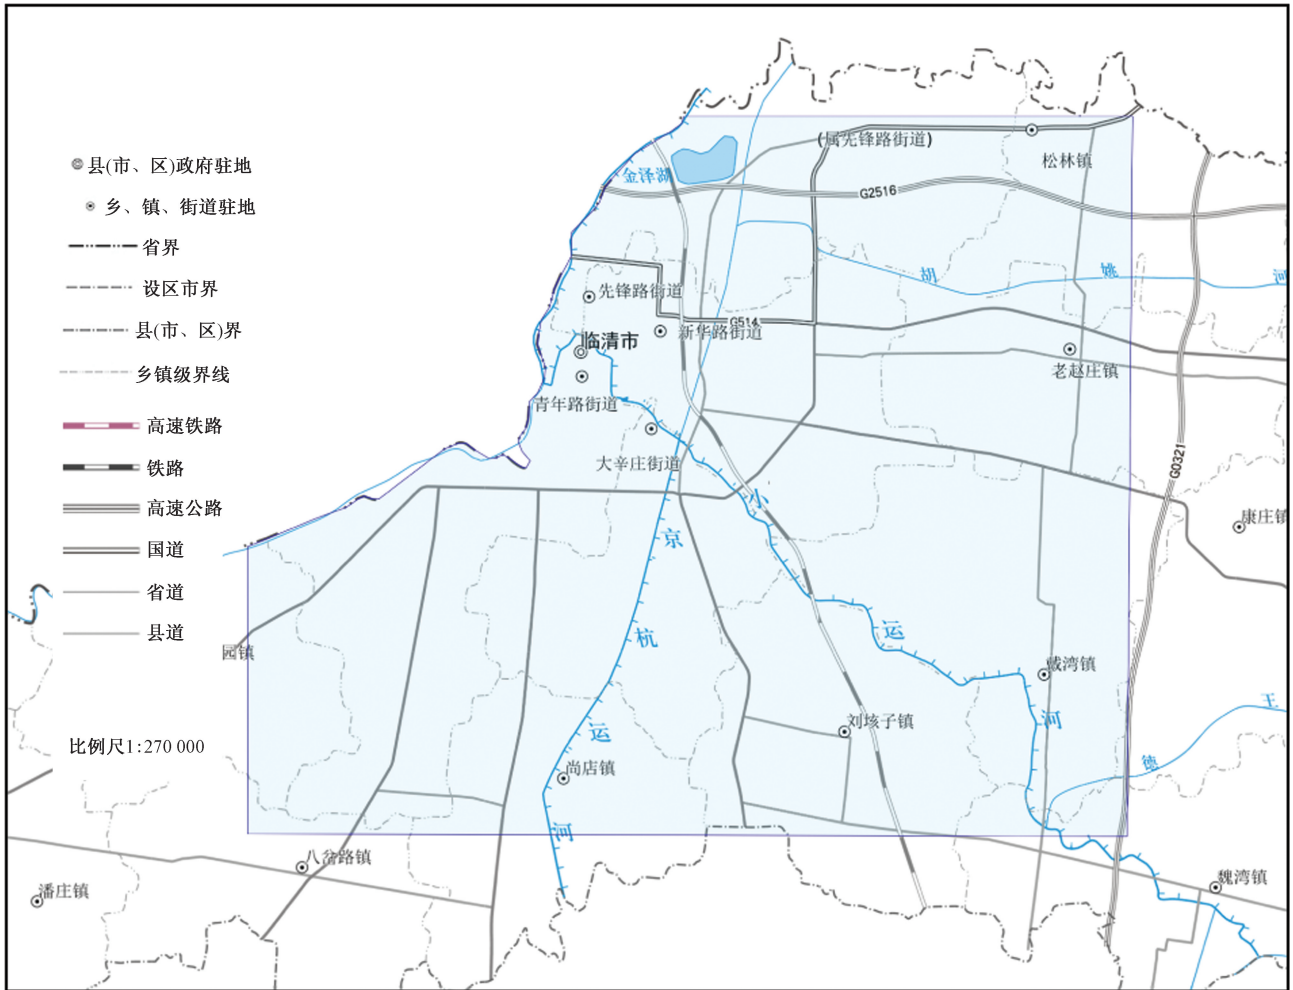 县(市、区)政府驻地
乡、镇、街道驻地
省界
设区市界
县(市、区)界
乡镇级界线
高速铁路
铁路
高速公路
国道
省道
县道
比例尺1:270 000
(属先锋路街道)
松林镇
金泽湖
G2516
胡
姚
河
先锋路街道
G514
新华路街道
临清市
老赵庄镇
青年路街道
大辛庄街道
G0321
小
康庄镇
京
杭
运
园镇
戴湾镇
王
刘垓子镇
河
运
德
尚店镇
河
八岔路镇
潘庄镇
魏湾镇